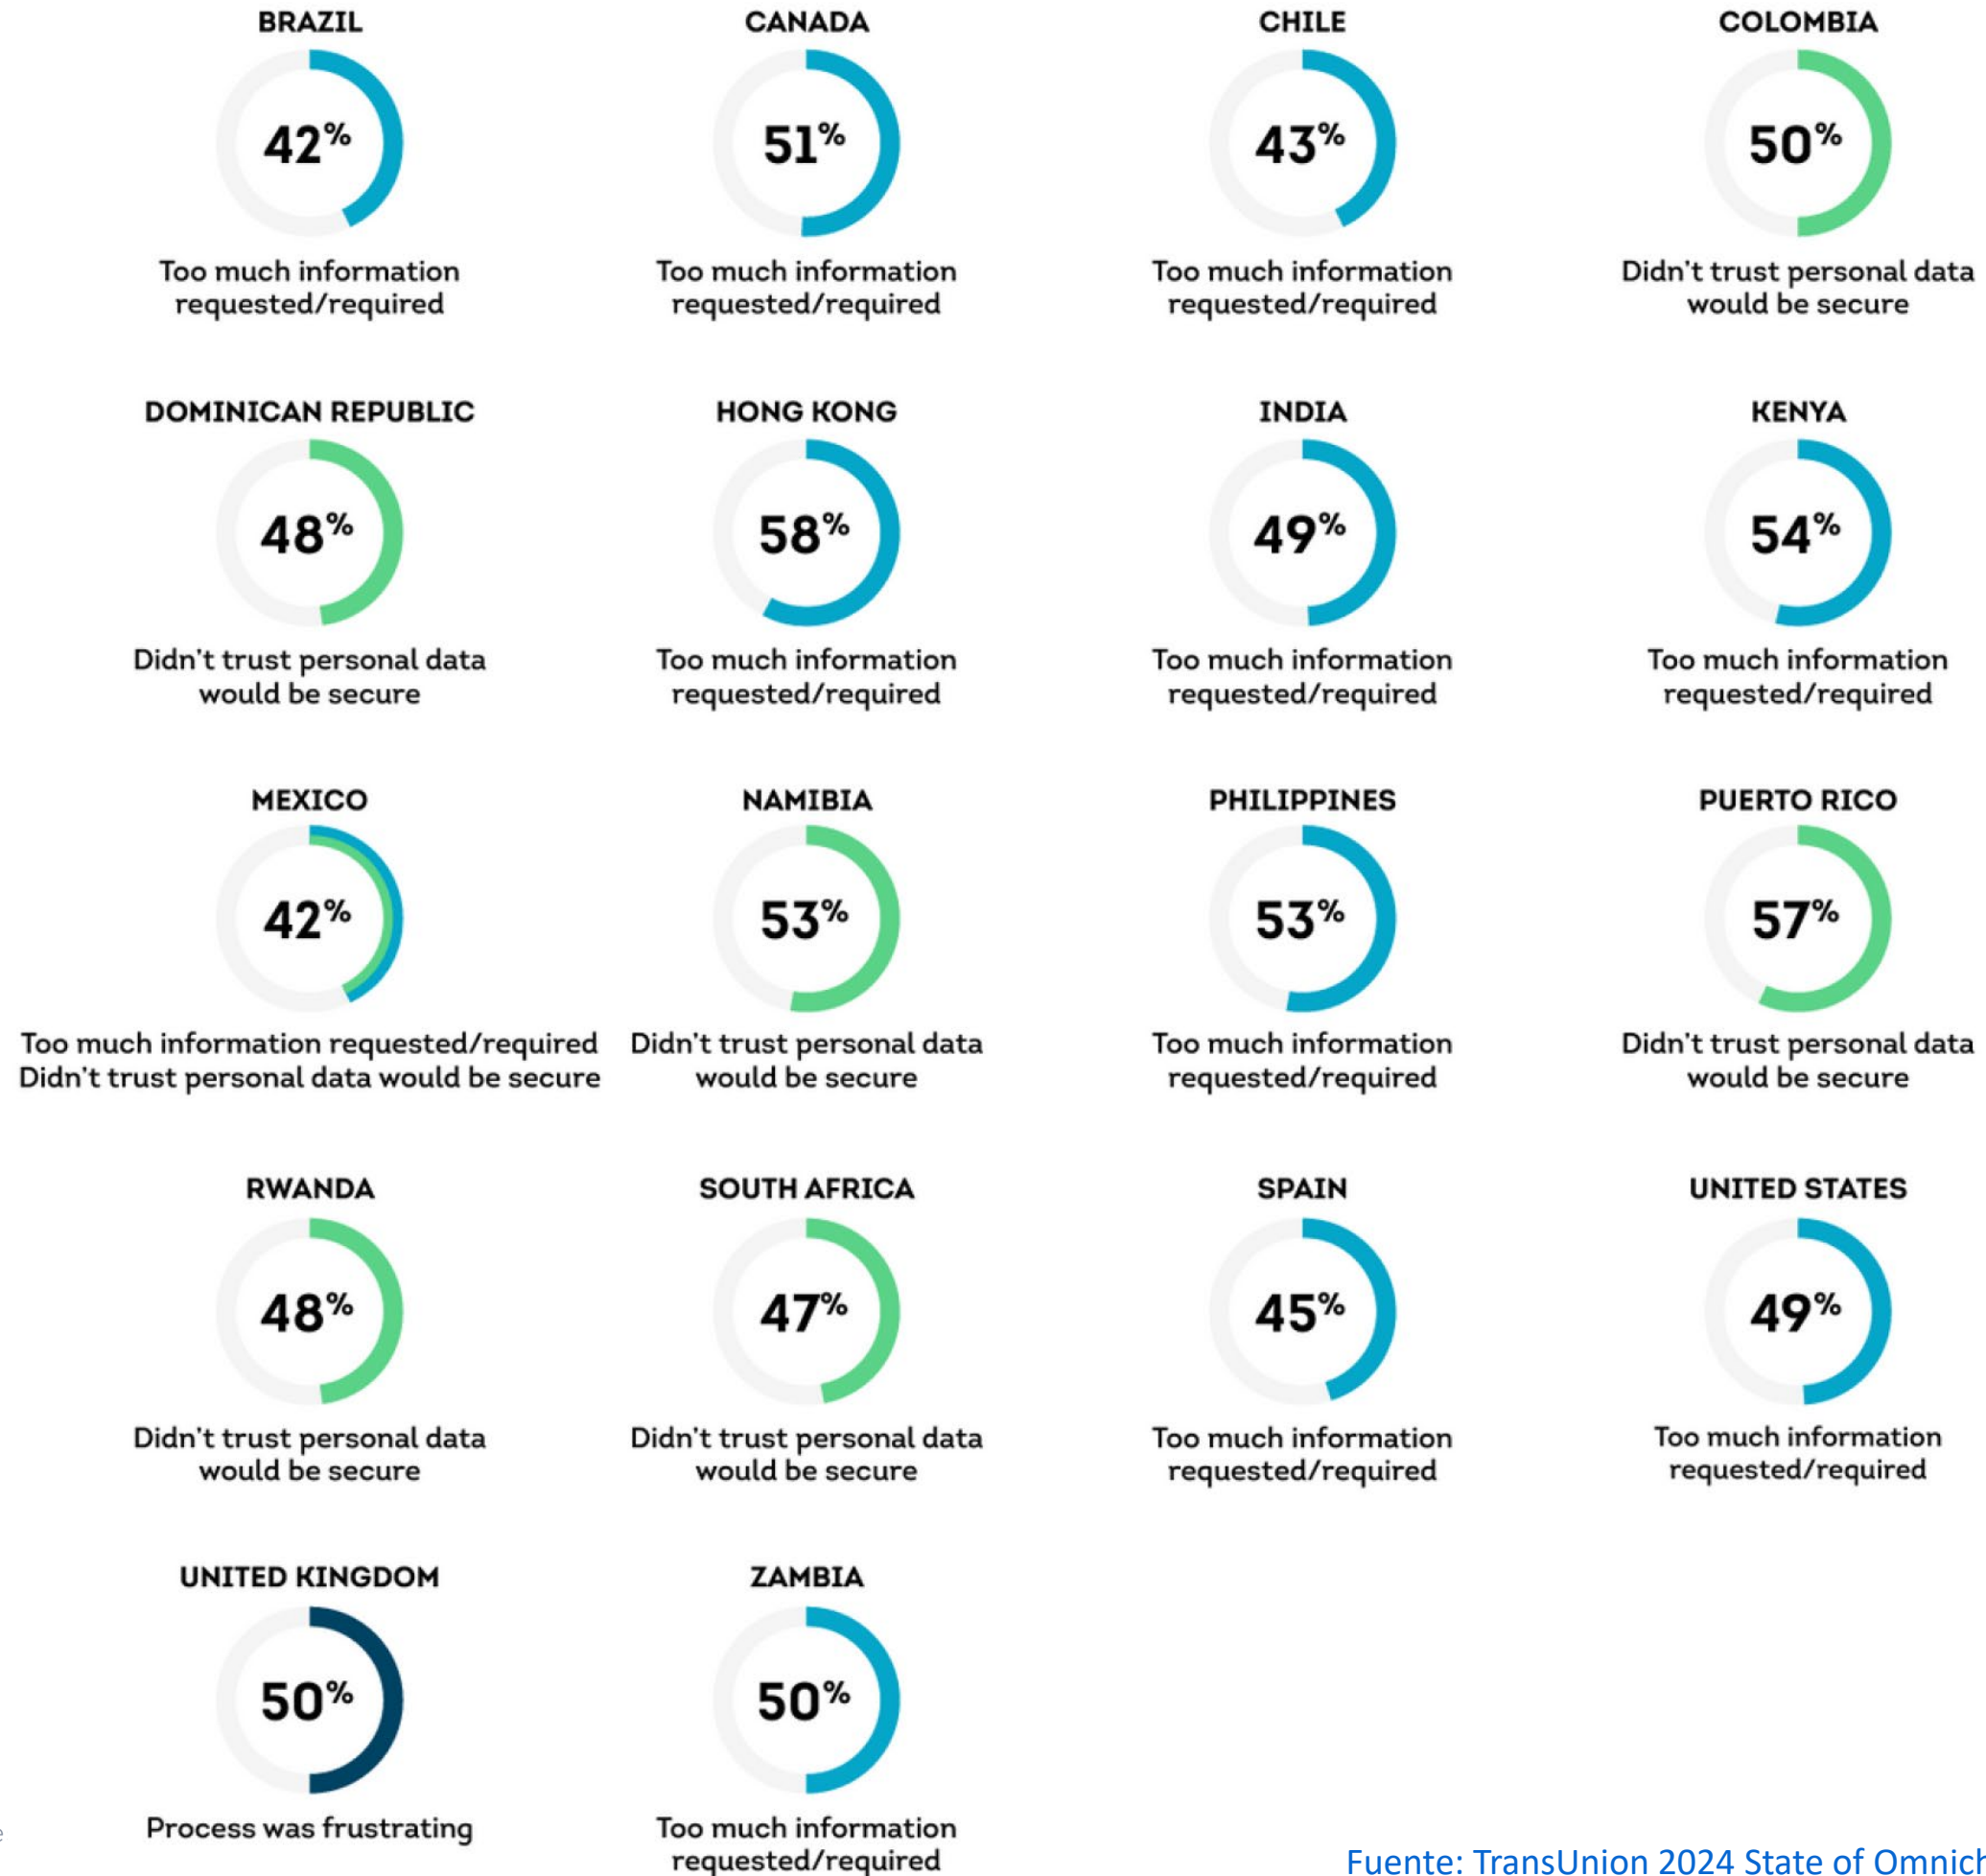 BRAZIL
42%
Too much information
requested/required
CANADA
51%
Too much information
requested/required
CHILE
43%
Too much information
requested/required
COLOMBIA
50%
Didn't trust personal data
would be secure
DOMINICAN REPUBLIC
48%
Didn't trust personal data
would be secure
HONG KONG
58%
Too much information
requested/required
INDIA
49%
Too much information
requested/required
KENYA
54%
Too much information
requested/required
MEXICO
42%
Too much information requested/required
Didn't trust personal data would be secure
NAMIBIA
53%
Didn't trust personal data
would be secure
PHILIPPINES
53%
Too much information
requested/required
PUERTO RICO
57%
Didn't trust personal data
would be secure
RWANDA
48%
Didn't trust personal data
would be secure
SOUTH AFRICA
47%
Didn't trust personal data
would be secure
SPAIN
45%
Too much information
requested/required
UNITED STATES
49%
Too much information
requested/required
UNITED KINGDOM
50%
Process was frustrating
ZAMBIA
50%
Too much information
requested/required
Fuente: TransUnion 2024 State of